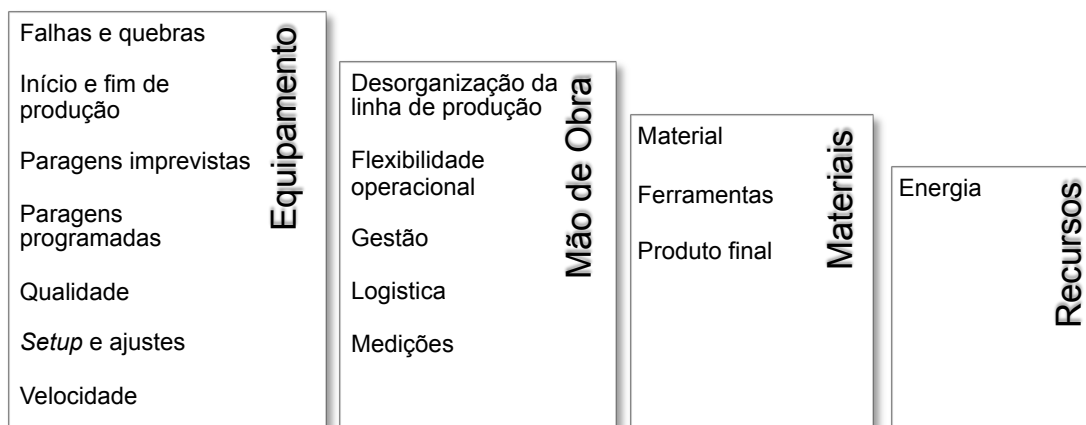 Falhas e quebras
Início e fim de
produção
Paragens imprevistas
Paragens
programadas
Qualidade
Setup e ajustes
Velocidade
Equipamento
Desorganização da
linha de produção
Flexibilidade
operacional
Gestão
Logistica
Medições
Mão de Obra
Material
Ferramentas
Produto final
Materiais
Energia
Recursos